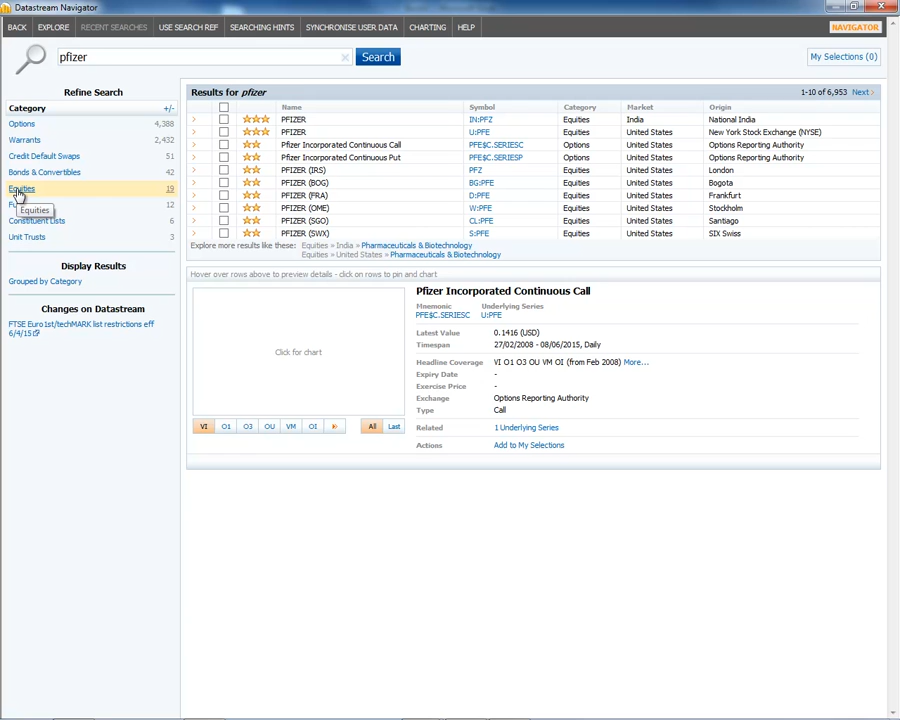 Datastream Navigator
BACK EXPLORE RECENT SEARCHES USE SEARCH REF SEARCHING HINTS SYNCHRONISE USER DATA CHARTING HELP NAVIGATOR
pfizer Search My Selections (0)
Refine Search
Category +/-
Options 4,388
Warrants 2,432
Credit Default Swaps 51
Bonds & Convertibles 42
Equities 19
12
Equities
Constituent Lists 6
Unit Trusts 3
Display Results
Grouped by Category
Changes on Datastream
FTSE Euro1st/techMARK list restrictions eff
6/4/15
Results for pfizer 1-10 of 6,953 Next
Name Symbol Category Market Origin
PFIZER IN:PFZ Equities India National India
PFIZER U:PFE Equities United States New York Stock Exchange (NYSE)
Pfizer Incorporated Continuous Call PFE$C.SERIESC Options United States Options Reporting Authority
Pfizer Incorporated Continuous Put PFE$C.SERIESP Options United States Options Reporting Authority
PFIZER (IRS) PFZ Equities United States London
PFIZER (BOG) BG:PFE Equities United States Bogota
PFIZER (FRA) D:PFE Equities United States Frankfurt
PFIZER (OME) W:PFE Equities United States Stockholm
PFIZER (SGO) CL:PFE Equities United States Santiago
PFIZER (SWX) S:PFE Equities United States SIX Swiss
Explore more results like these: Equities » India » Pharmaceuticals & Biotechnology
Equities » United States » Pharmaceuticals & Biotechnology
Hover over rows above to preview details - click on rows to pin and chart
Click for chart
VI O1 O3 OU VM OI All Last
Pfizer Incorporated Continuous Call
Mnemonic Underlying Series
PFE$C.SERIESC U:PFE
Latest Value 0.1416 (USD)
Timespan 27/02/2008 - 08/06/2015, Daily
Headline Coverage VI O1 O3 OU VM OI (from Feb 2008) More...
Expiry Date -
Exercise Price -
Exchange Options Reporting Authority
Type Call
Related 1 Underlying Series
Actions Add to My Selections